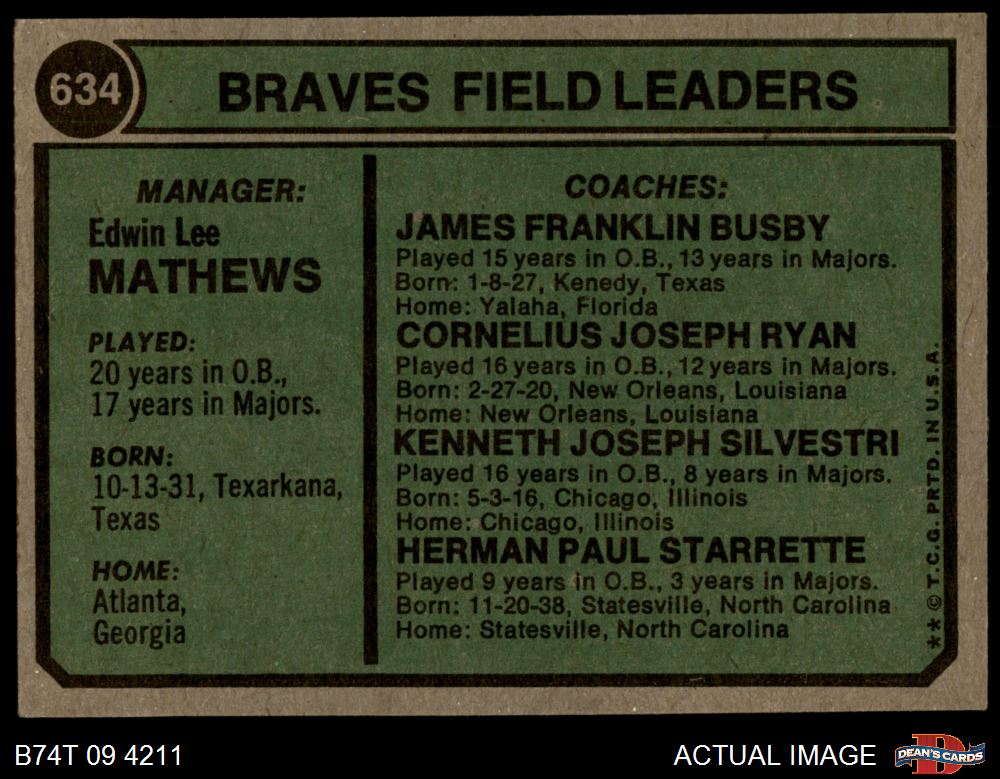 634
BRAVES FIELD LEADERS
MANAGER:
Edwin Lee
MATHEWS
PLAYED:
20 years in O.B.,
17 years in Majors.
BORN:
10-13-31, Texarkana,
Texas
HOME:
Atlanta,
Georgia
COACHES:
JAMES FRANKLIN BUSBY
Played 15 years in O.B., 13 years in Majors.
Born: 1-8-27, Kenedy, Texas
Home: Yalaha, Florida
CORNELIUS JOSEPH RYAN
Played 16 years in O.B., 12 years in Majors.
Born: 2-27-20, New Orleans, Louisiana
Home: New Orleans, Louisiana
KENNETH JOSEPH SILVESTRI
Played 16 years in O.B., 8 years in Majors.
Born: 5-3-16, Chicago, Illinois
Home: Chicago, Illinois
HERMAN PAUL STARRETTE
Played 9 years in O.B., 3 years in Majors.
Born: 11-20-38, Statesville, North Carolina
Home: Statesville, North Carolina
** © T.C.G. PRTD. IN U.S.A.
B74T 09 4211
ACTUAL IMAGE
DEAN'S CARDS